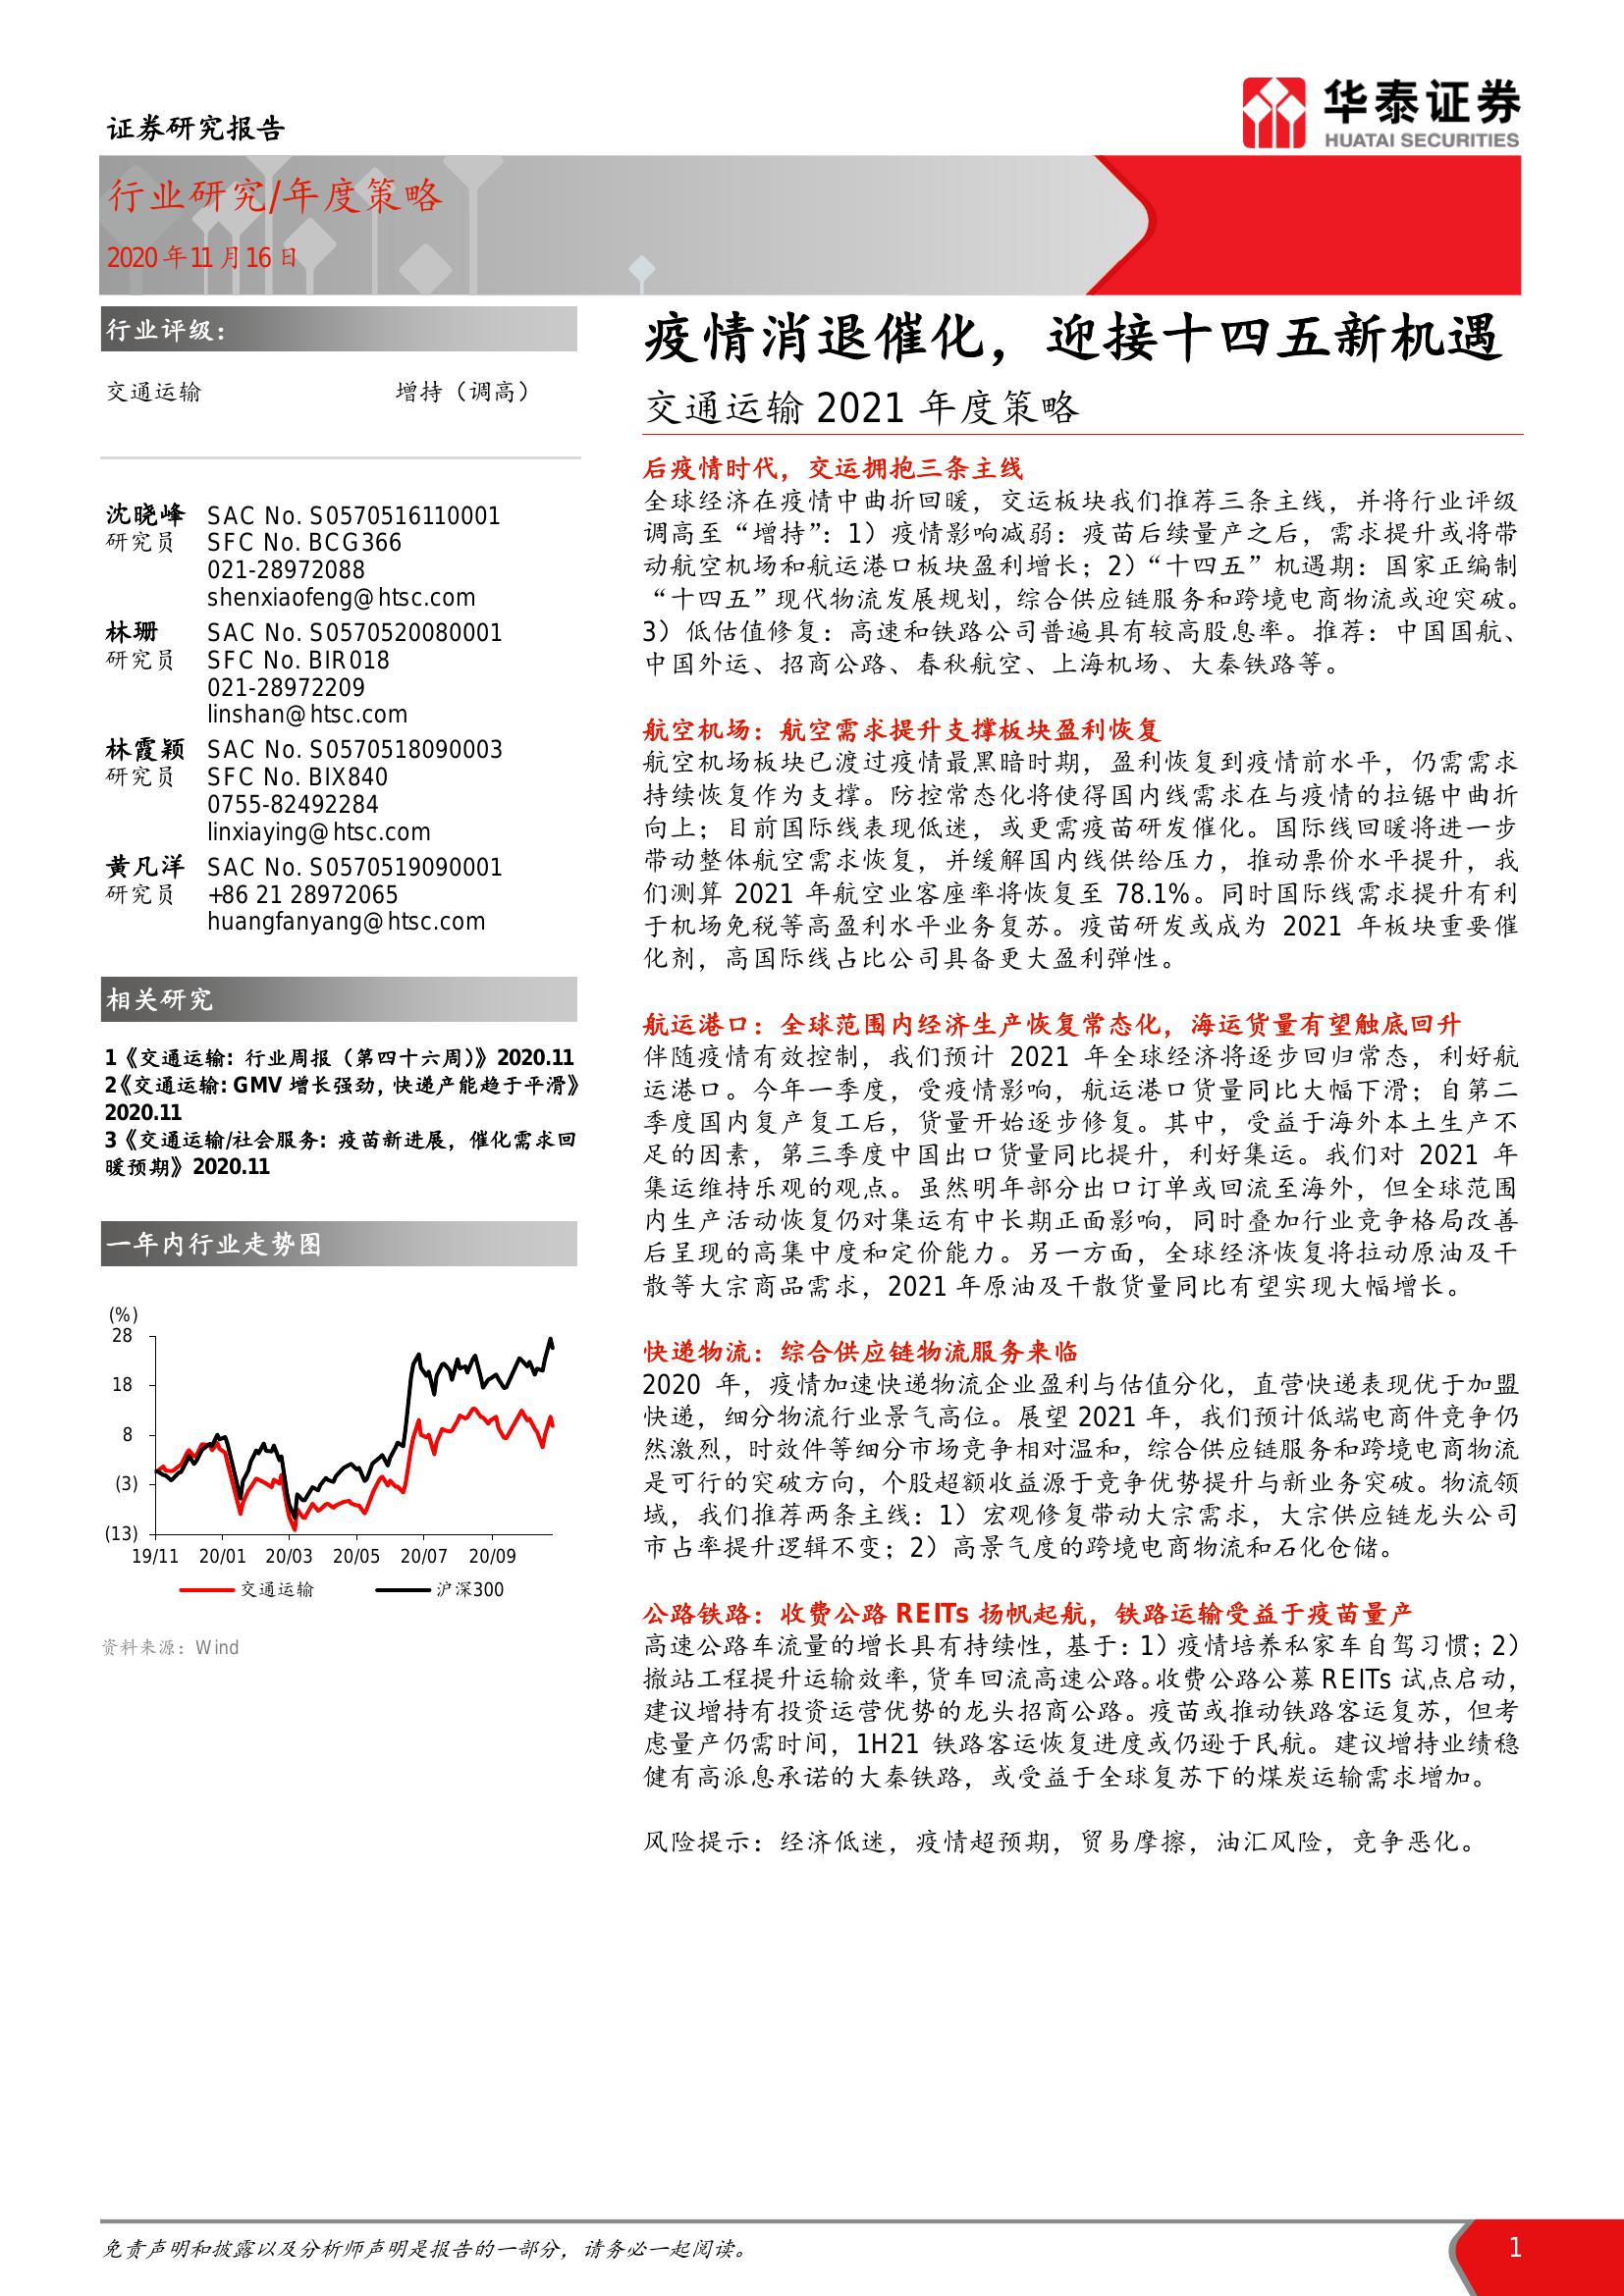 证券研究报告
华泰证券
HUATAI SECURITIES
行业研究/年度策略
2020 年 11 月 16 日
行业评级：
交通运输 增持（调高）
沈晓峰 SAC No. S0570516110001
研究员 SFC No. BCG366
021-28972088
shenxiaofeng@htsc.com
林珊 SAC No. S0570520080001
研究员 SFC No. BIR018
021-28972209
linshan@htsc.com
林霞颖 SAC No. S0570518090003
研究员 SFC No. BIX840
0755-82492284
linxiaying@htsc.com
黄凡洋 SAC No. S0570519090001
研究员 +86 21 28972065
huangfanyang@htsc.com
相关研究
1《交通运输: 行业周报（第四十六周）》2020.11
2《交通运输: GMV 增长强劲，快递产能趋于平滑》
2020.11
3《交通运输/社会服务: 疫苗新进展，催化需求回
暖预期》2020.11
一年内行业走势图
(%)
28
18
8
(3)
(13)
19/11 20/01 20/03 20/05 20/07 20/09
交通运输 沪深300
资料来源：Wind
疫情消退催化，迎接十四五新机遇
交通运输 2021 年度策略
后疫情时代，交运拥抱三条主线
全球经济在疫情中曲折回暖，交运板块我们推荐三条主线，并将行业评级
调高至“增持”：1）疫情影响减弱：疫苗后续量产之后，需求提升或将带
动航空机场和航运港口板块盈利增长；2）“十四五”机遇期：国家正编制
“十四五”现代物流发展规划，综合供应链服务和跨境电商物流或迎突破。
3）低估值修复：高速和铁路公司普遍具有较高股息率。推荐：中国国航、
中国外运、招商公路、春秋航空、上海机场、大秦铁路等。
航空机场：航空需求提升支撑板块盈利恢复
航空机场板块已渡过疫情最黑暗时期，盈利恢复到疫情前水平，仍需需求
持续恢复作为支撑。防控常态化将使得国内线需求在与疫情的拉锯中曲折
向上；目前国际线表现低迷，或更需疫苗研发催化。国际线回暖将进一步
带动整体航空需求恢复，并缓解国内线供给压力，推动票价水平提升，我
们测算 2021 年航空业客座率将恢复至 78.1%。同时国际线需求提升有利
于机场免税等高盈利水平业务复苏。疫苗研发或成为 2021 年板块重要催
化剂，高国际线占比公司具备更大盈利弹性。
航运港口：全球范围内经济生产恢复常态化，海运货量有望触底回升
伴随疫情有效控制，我们预计 2021 年全球经济将逐步回归常态，利好航
运港口。今年一季度，受疫情影响，航运港口货量同比大幅下滑；自第二
季度国内复产复工后，货量开始逐步修复。其中，受益于海外本土生产不
足的因素，第三季度中国出口货量同比提升，利好集运。我们对 2021 年
集运维持乐观的观点。虽然明年部分出口订单或回流至海外，但全球范围
内生产活动恢复仍对集运有中长期正面影响，同时叠加行业竞争格局改善
后呈现的高集中度和定价能力。另一方面，全球经济恢复将拉动原油及干
散等大宗商品需求，2021 年原油及干散货量同比有望实现大幅增长。
快递物流：综合供应链物流服务来临
2020 年，疫情加速快递物流企业盈利与估值分化，直营快递表现优于加盟
快递，细分物流行业景气高位。展望 2021 年，我们预计低端电商件竞争仍
然激烈，时效件等细分市场竞争相对温和，综合供应链服务和跨境电商物流
是可行的突破方向，个股超额收益源于竞争优势提升与新业务突破。物流领
域，我们推荐两条主线：1）宏观修复带动大宗需求，大宗供应链龙头公司
市占率提升逻辑不变；2）高景气度的跨境电商物流和石化仓储。
公路铁路：收费公路 REITs 扬帆起航，铁路运输受益于疫苗量产
高速公路车流量的增长具有持续性，基于：1）疫情培养私家车自驾习惯；2）
撤站工程提升运输效率，货车回流高速公路。收费公路公募 REITs 试点启动，
建议增持有投资运营优势的龙头招商公路。疫苗或推动铁路客运复苏，但考
虑量产仍需时间，1H21 铁路客运恢复进度或仍逊于民航。建议增持业绩稳
健有高派息承诺的大秦铁路，或受益于全球复苏下的煤炭运输需求增加。
风险提示：经济低迷，疫情超预期，贸易摩擦，油汇风险，竞争恶化。
免责声明和披露以及分析师声明是报告的一部分，请务必一起阅读。
1